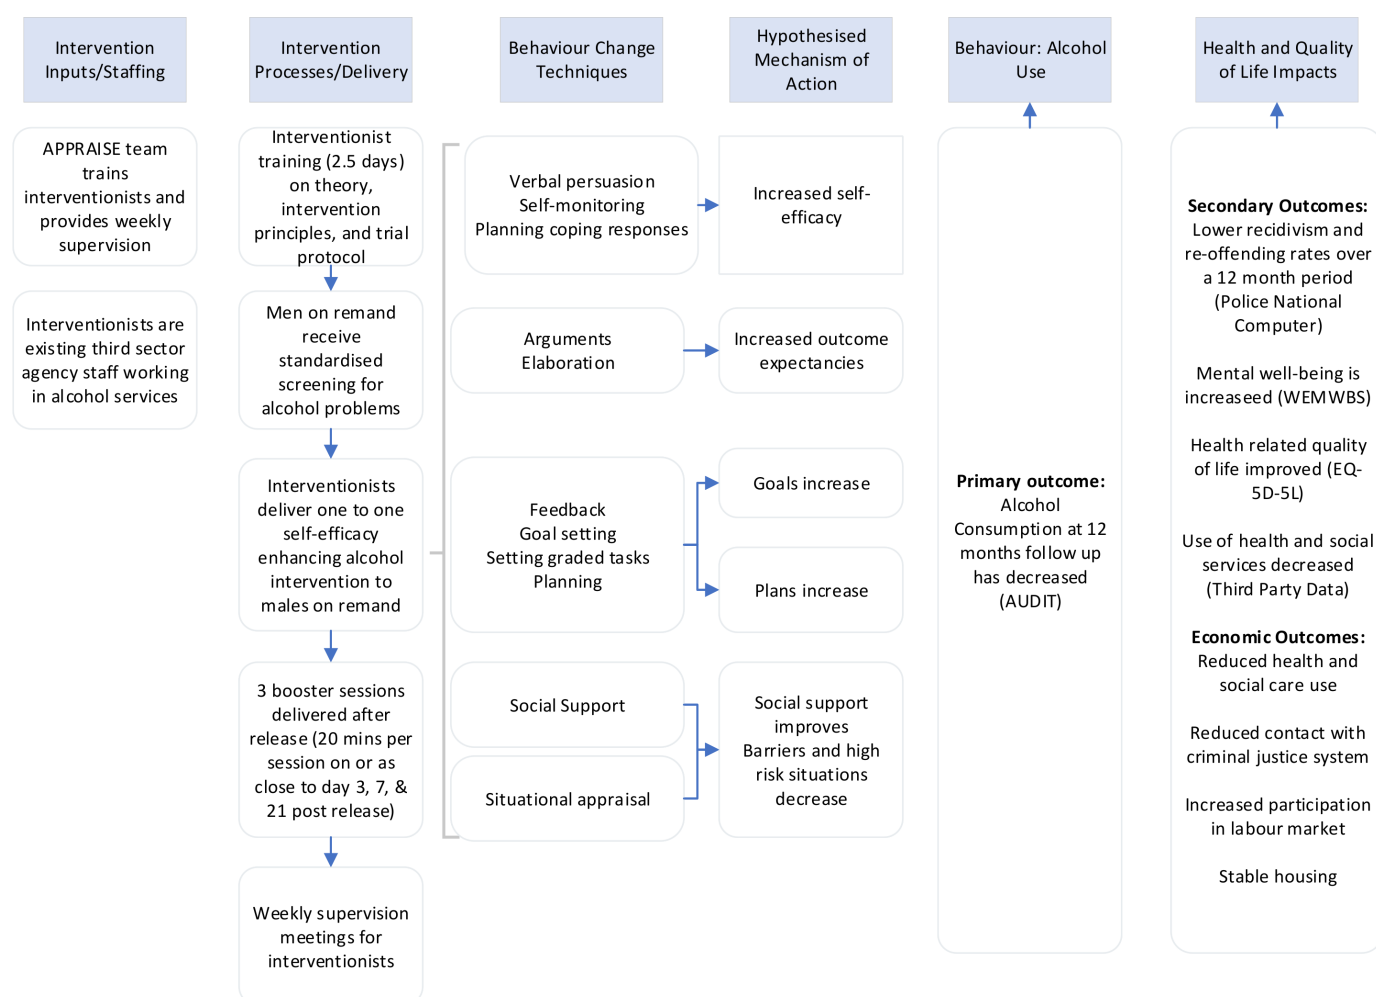 Intervention
Inputs/Staffing
Intervention
Processes/Delivery
Behaviour Change
Techniques
Hypothesised
Mechanism of
Action
Behaviour: Alcohol
Use
Health and Quality
of Life Impacts
APPRAISE team
trains
interventionists and
provides weekly
supervision
Interventionists are
existing third sector
agency staff working
in alcohol services
Interventionist
training (2.5 days)
on theory,
intervention
principles, and trial
protocol
Men on remand
receive
standardised
screening for
alcohol problems
Interventionists
deliver one to one
self-efficacy
enhancing alcohol
intervention to
males on remand
3 booster sessions
delivered after
release (20 mins per
session on or as
close to day 3, 7, &
21 post release)
Weekly supervision
meetings for
interventionists
Verbal persuasion
Self-monitoring
Planning coping responses
Arguments
Elaboration
Feedback
Goal setting
Setting graded tasks
Planning
Social Support
Situational appraisal
Increased self-
efficacy
Increased outcome
expectancies
Goals increase
Plans increase
Social support
improves
Barriers and high
risk situations
decrease
Primary outcome:
Alcohol
Consumption at 12
months follow up
has decreased
(AUDIT)
Secondary Outcomes:
Lower recidivism and
re-offending rates over
a 12 month period
(Police National
Computer)
Mental well-being is
increaseed (WEMWBS)
Health related quality
of life improved (EQ-
5D-5L)
Use of health and social
services decreased
(Third Party Data)
Economic Outcomes:
Reduced health and
social care use
Reduced contact with
criminal justice system
Increased participation
in labour market
Stable housing